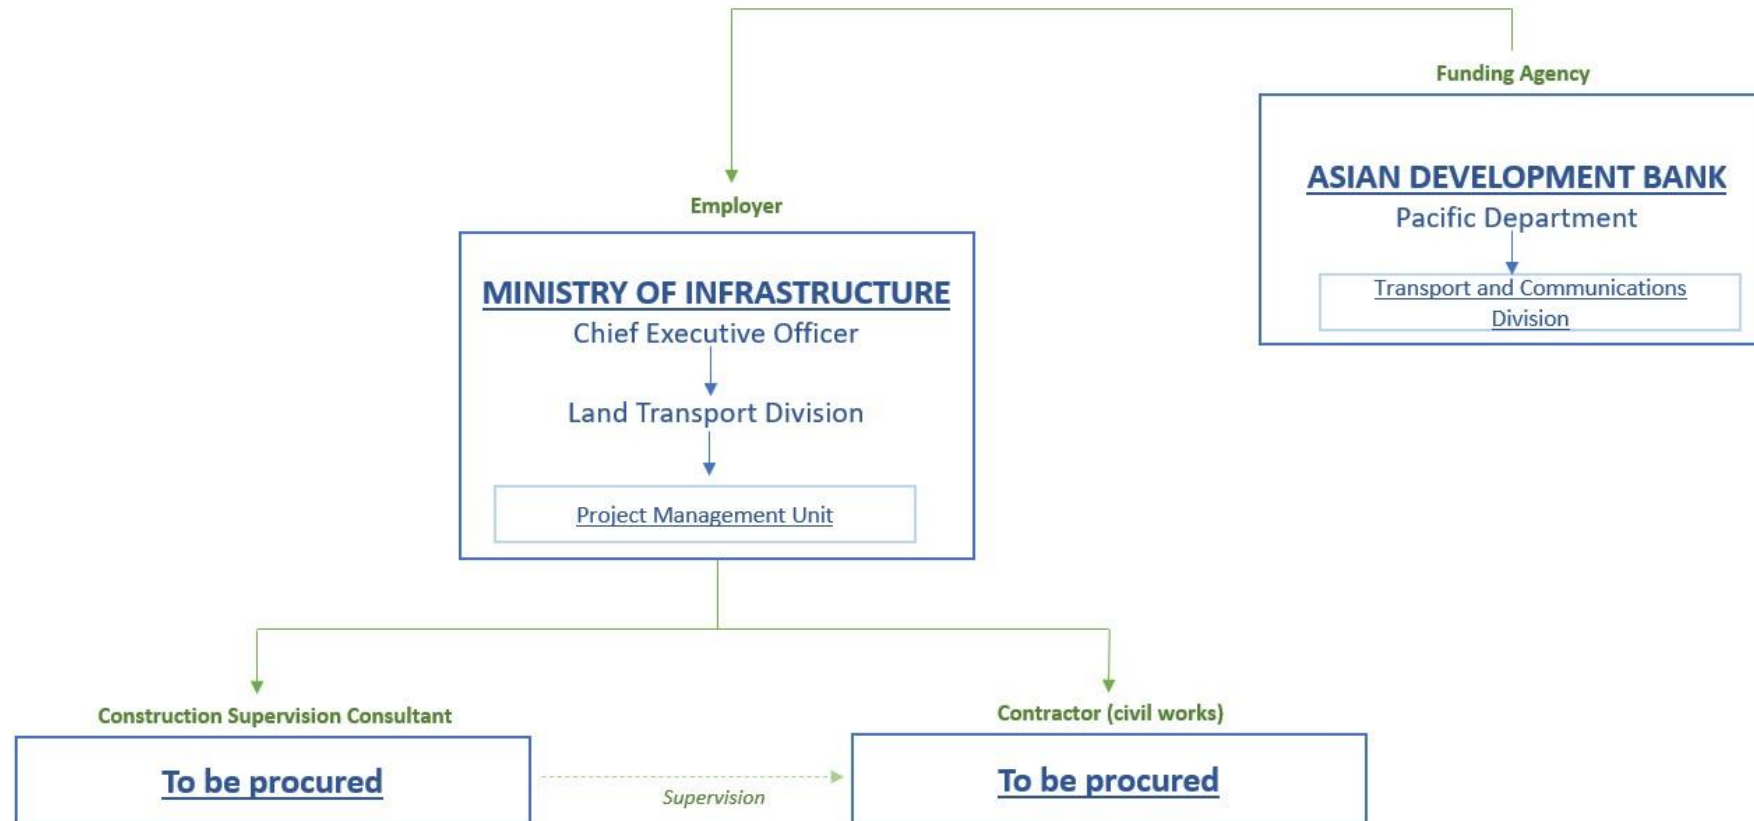 Funding Agency
ASIAN DEVELOPMENT BANK
Pacific Department
Transport and Communications
Division
Employer
MINISTRY OF INFRASTRUCTURE
Chief Executive Officer
Land Transport Division
Project Management Unit
Construction Supervision Consultant
To be procured
Supervision
Contractor (civil works)
To be procured